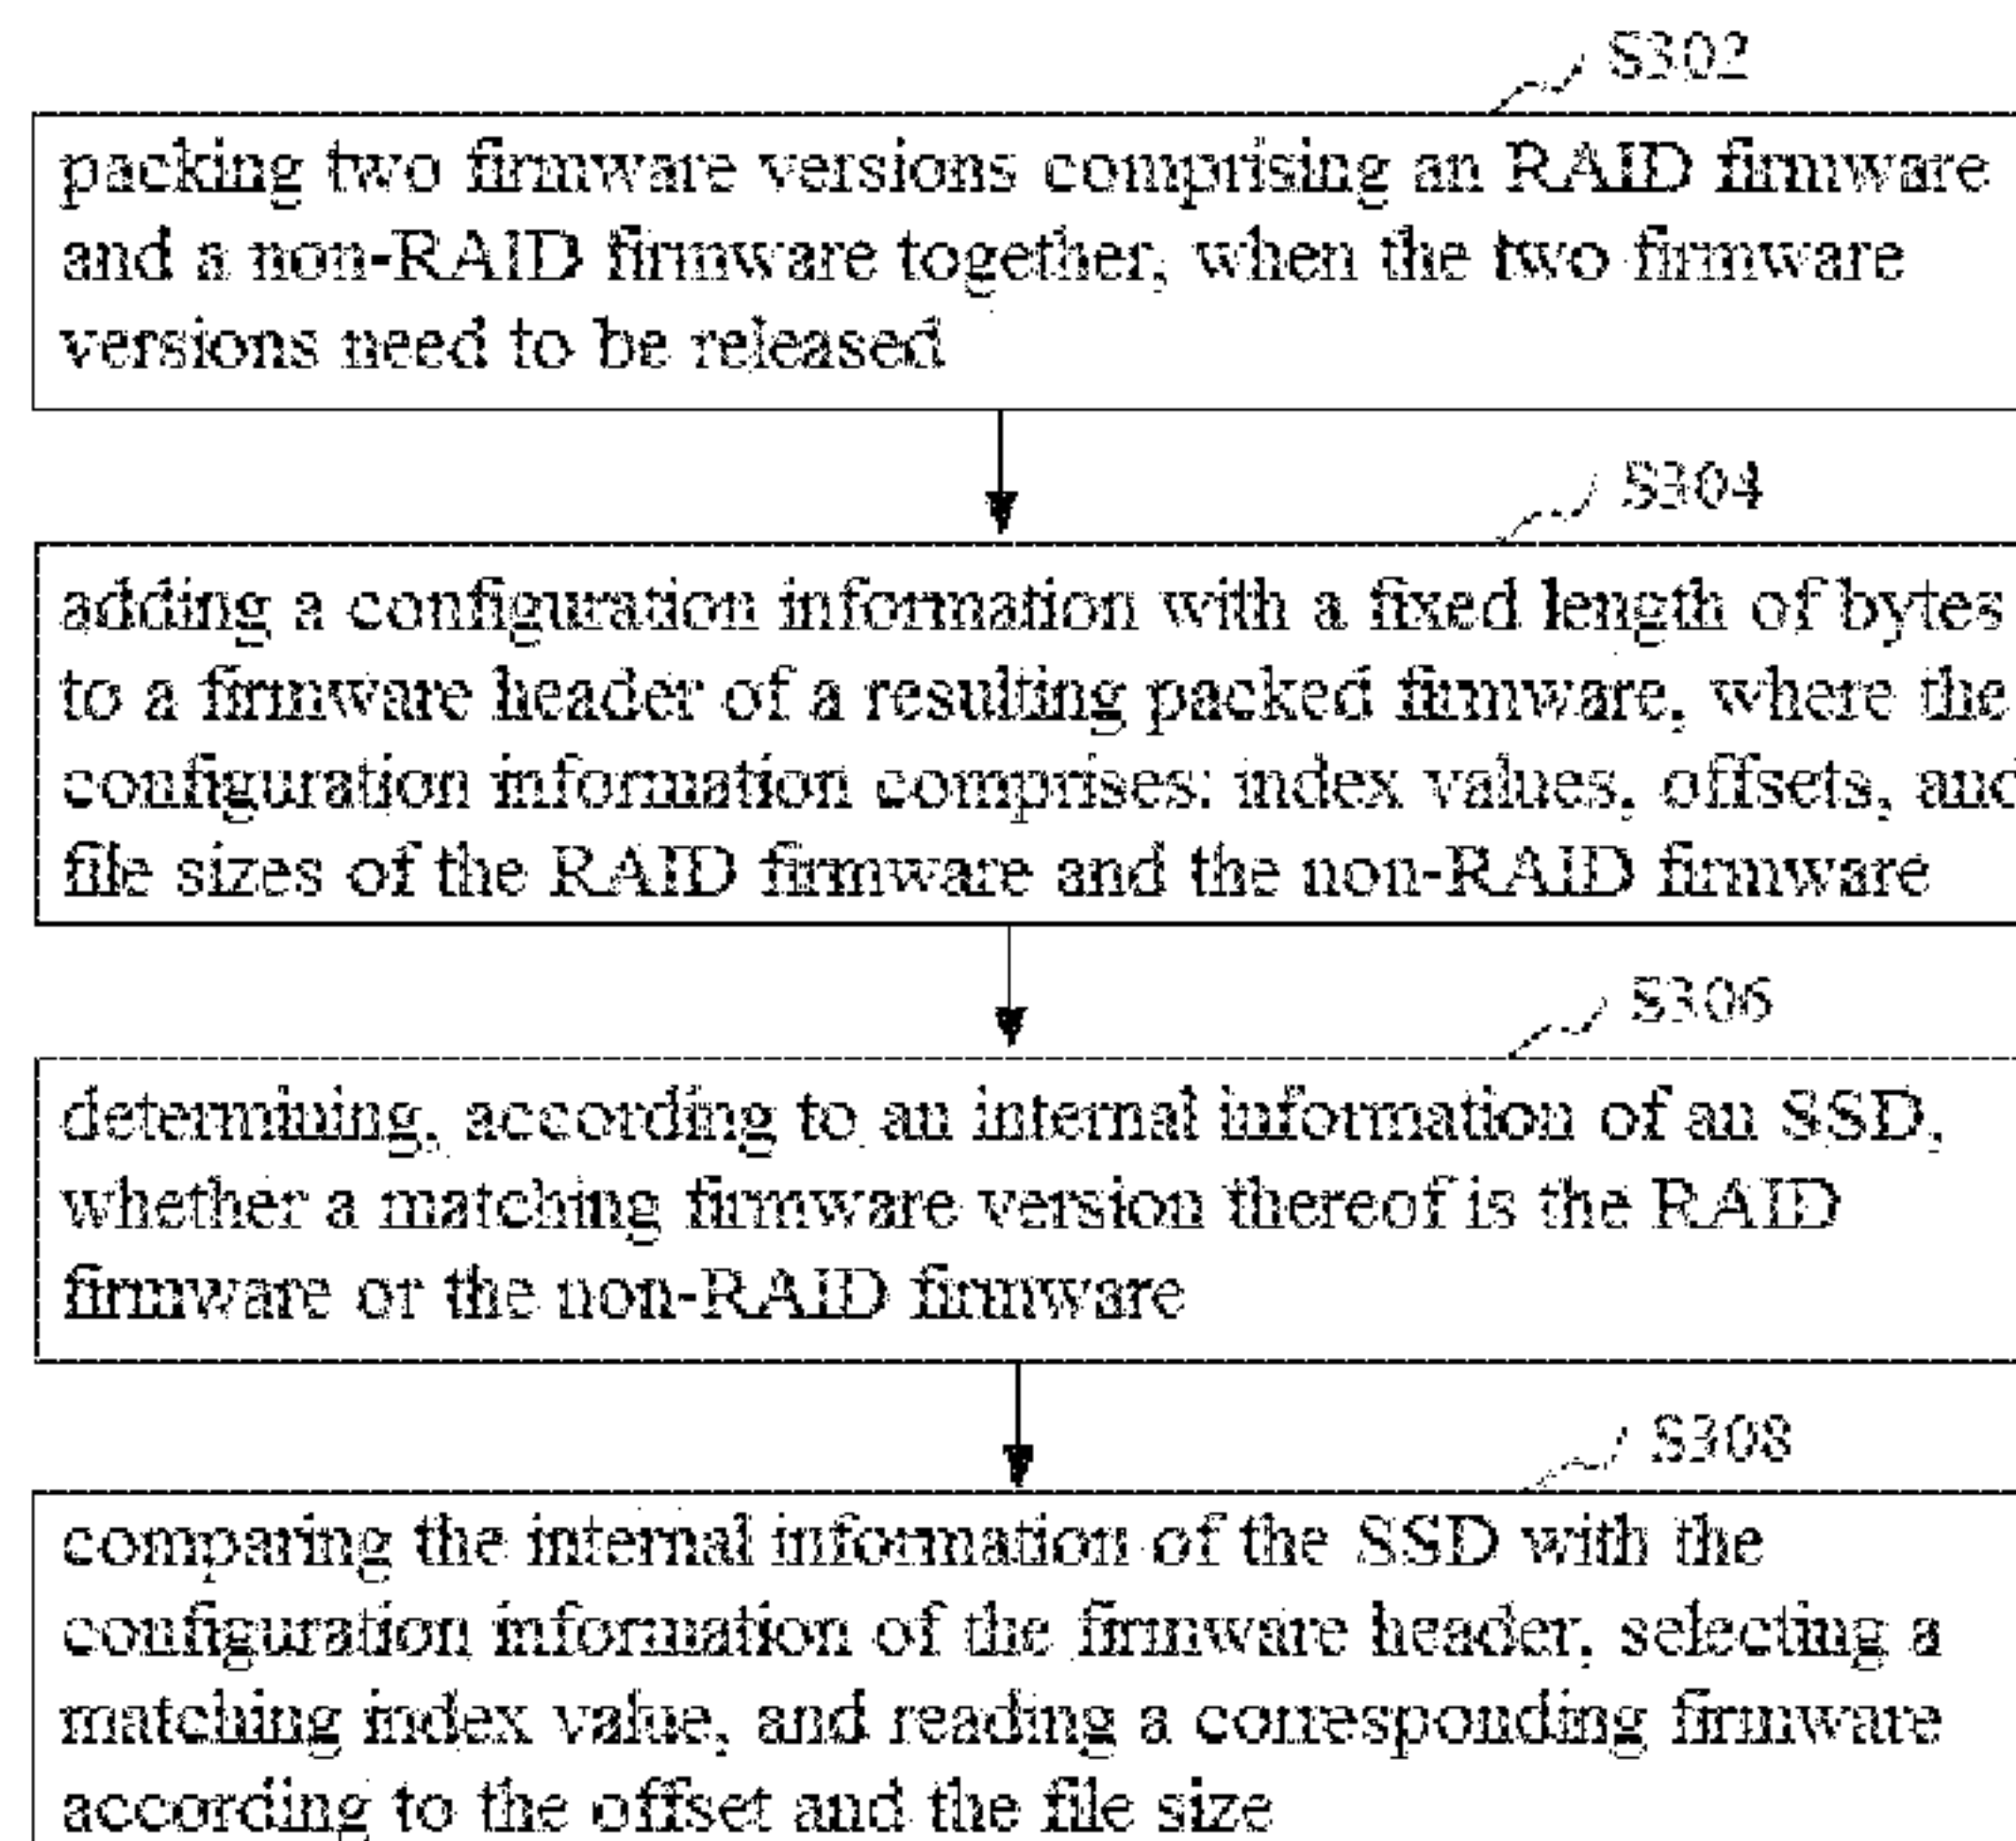 S302
packing two firmware versions comprising an RAID firmware
and a non-RAID firmware together, when the two firmware
versions need to be released
S304
adding a configuration information with a fixed length of bytes
to a firmware header of a resulting packed firmware, where the
configuration information comprises: index values, offsets, and
file sizes of the RAID firmware and the non-RAID firmware
S306
determining, according to an internal information of an SSD,
whether a matching firmware version thereof is the RAID
firmware or the non-RAID firmware
S308
comparing the internal information of the SSD with the
configuration information of the firmware header, selecting a
matching index value, and reading a corresponding firmware
according to the offset and the file size